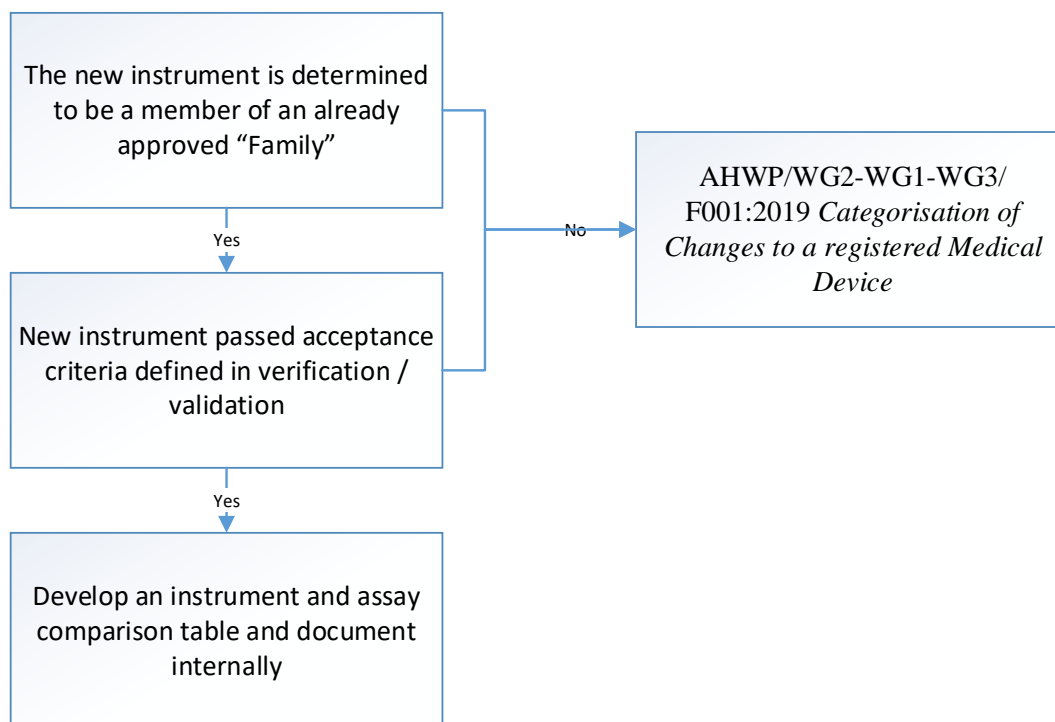 The new instrument is determined
to be a member of an already
approved “Family”
Yes
New instrument passed acceptance
criteria defined in verification /
validation
Yes
Develop an instrument and assay
comparison table and document
internally
No
AHWP/WG2-WG1-WG3/
F001:2019 Categorisation of
Changes to a registered Medical
Device